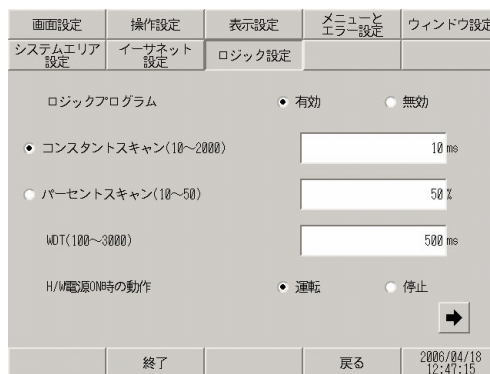 画面設定 操作設定 表示設定 メニューと エラー設定 ウィンドウ設定
システムエリア 設定 イーサネット 設定 ロジック設定
ロジックプログラム 有効 無効
コンスタントスキャン(10～2000) 10 ms
パーセントスキャン(10～50) 50 %
WDT(100～3000) 500 ms
H/W電源ON時の動作 運転 停止
終了 戻る 2006/04/18 12:47:15